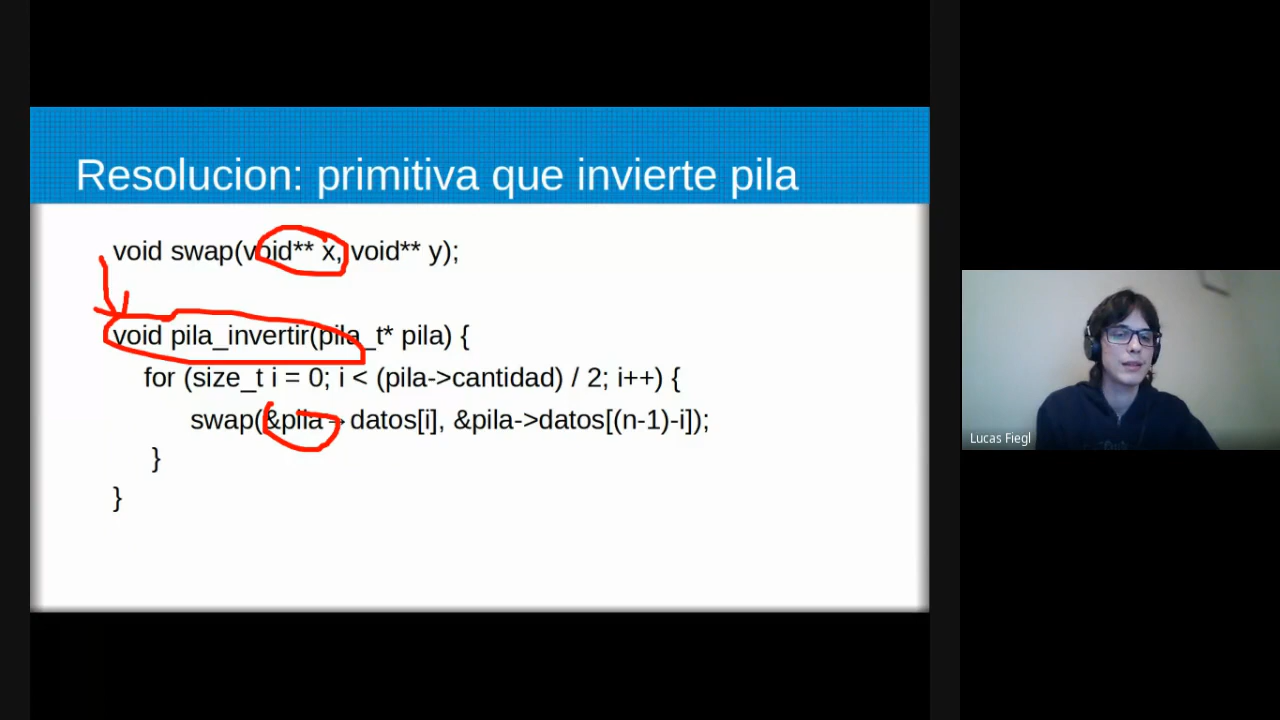 Resolucion: primitiva que invierte pila
void swap(void** x, void** y);
void pila_invertir(pila_t* pila) {
for (size_t i = 0; i < (pila->cantidad) / 2; i++) {
swap(&pila→datos[i], &pila->datos[(n-1)-i]);
}
}
Lucas Fiegl